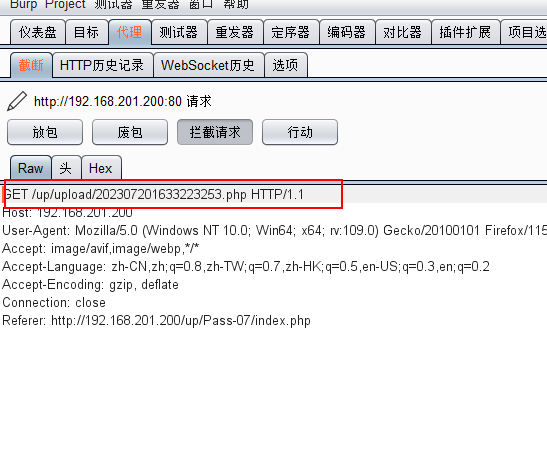 Burp Project 测试器 重发器 窗口 帮助
仪表盘 目标 代理 测试器 重发器 定序器 编码器 对比器 插件扩展 项目选
截断 HTTP历史记录 WebSocket历史 选项
http://192.168.201.200:80 请求
放包 废包 拦截请求 行动
Raw 头 Hex
GET /up/upload/202307201633223253.php HTTP/1.1
Host: 192.168.201.200
User-Agent: Mozilla/5.0 (Windows NT 10.0; Win64; x64; rv:109.0) Gecko/20100101 Firefox/115
Accept: image/avif,image/webp,*/*
Accept-Language: zh-CN,zh;q=0.8,zh-TW;q=0.7,zh-HK;q=0.5,en-US;q=0.3,en;q=0.2
Accept-Encoding: gzip, deflate
Connection: close
Referer: http://192.168.201.200/up/Pass-07/index.php